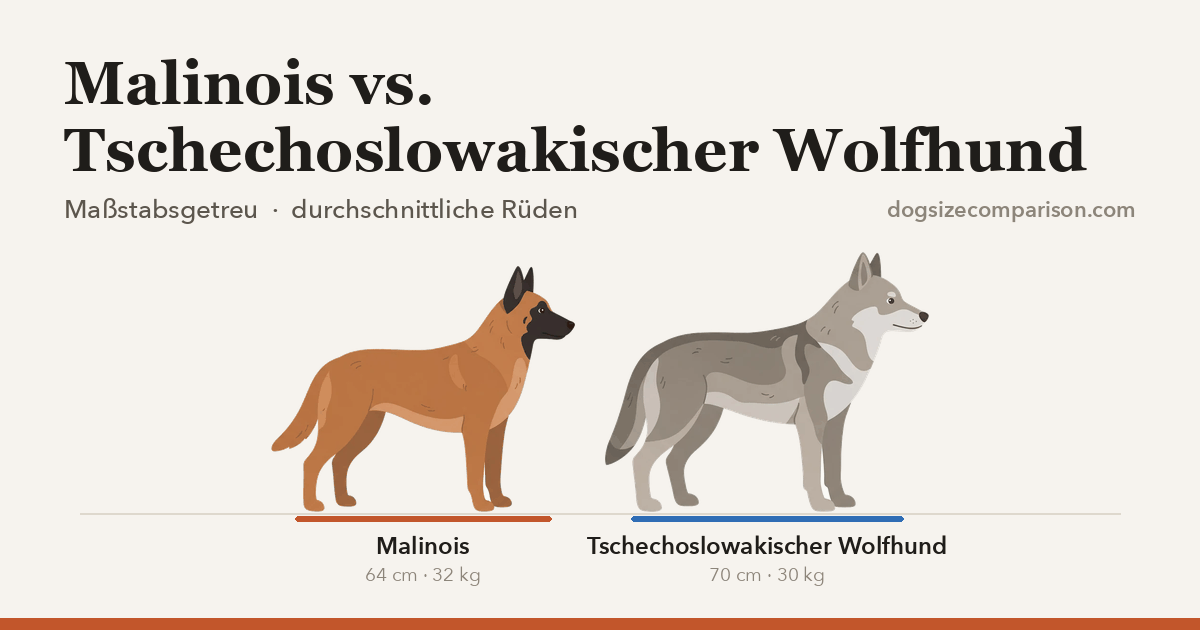 Malinois vs.
Tschechoslowakischer Wolfhund
Maßstabsgetreu · durchschnittliche Rüden
dogsizecomparison.com
Malinois
64 cm · 32 kg
Tschechoslowakischer Wolfhund
70 cm · 30 kg